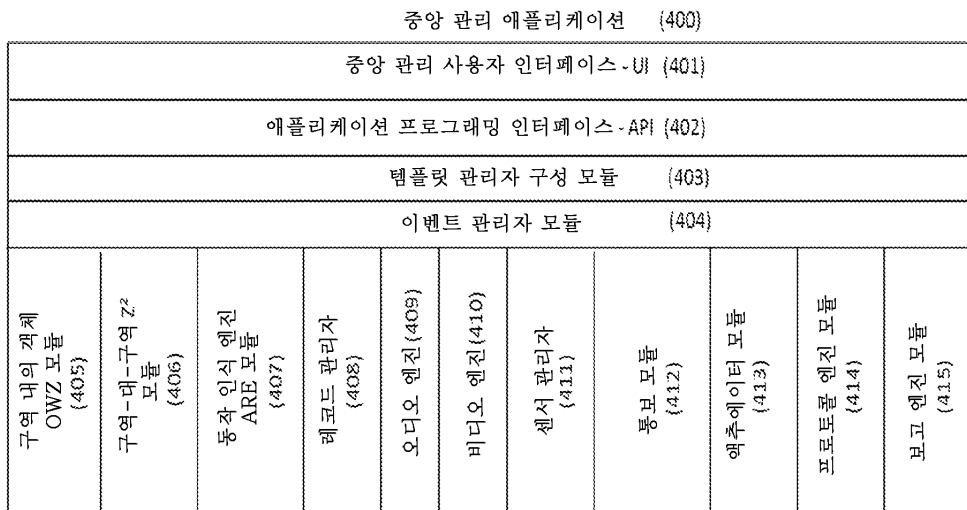 중앙 관리 애플리케이션 (400)
중앙 관리 사용자 인터페이스-UI (401)
애플리케이션 프로그래밍 인터페이스-API (402)
템플릿 관리자 구성 모듈 (403)
이벤트 관리자 모듈 (404)
구역 내의 객체
OWZ 모듈
(405)
구역-대-구역 Z²
모듈
(406)
동작 인식 엔진
ARE 모듈
(407)
레코드 관리자
(408)
오디오 엔진(409)
비디오 엔진(410)
센서 관리자
(411)
통보 모듈
(412)
액추에이터 모듈
(413)
프로토콜 엔진 모듈
(414)
보고 엔진 모듈
(415)